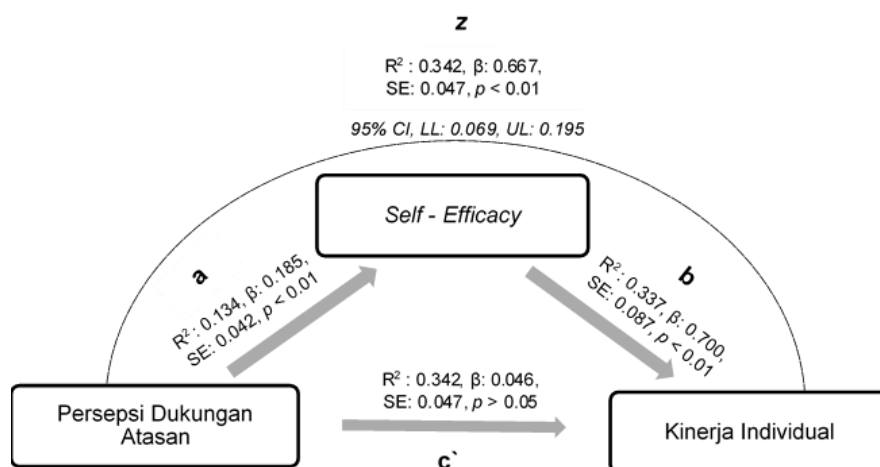 z
R² : 0.342, β: 0.667,
SE: 0.047, p < 0.01
95% CI, LL: 0.069, UL: 0.195
Self - Efficacy
a
R² : 0.134, β: 0.185,
SE: 0.042, p < 0.01
b
R² : 0.337, β: 0.700,
SE: 0.087, p < 0.01
Persepsi Dukungan
Atasan
R² : 0.342, β: 0.046,
SE: 0.047, p > 0.05
c`
Kinerja Individual